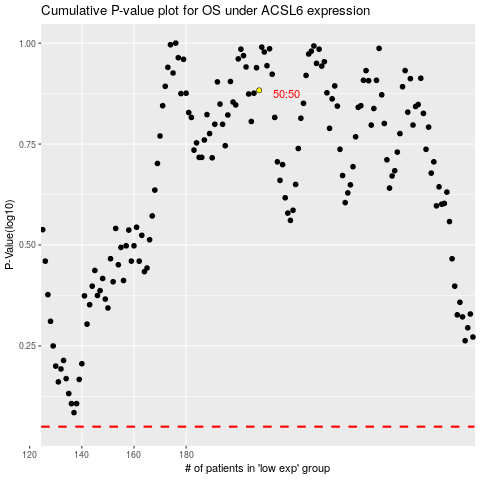 Cumulative P-value plot for OS under ACSL6 expression
P-Value(log10)
1.00
0.75
0.50
0.25
50:50
120 140 160 180
# of patients in 'low exp' group